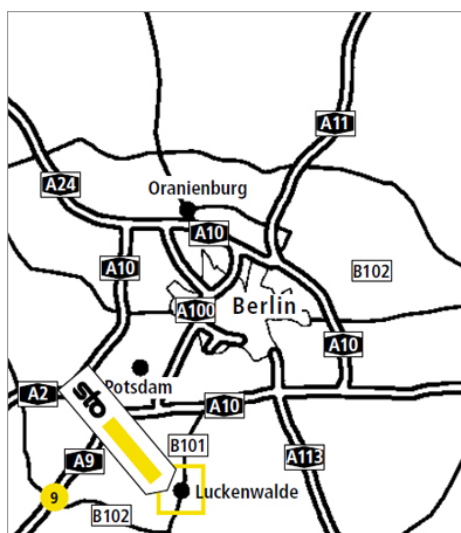 A11
A24
Oranienburg
A10
A10
B102
A100
Berlin
A10
A2
Potsdam
sto
A10
B101
A9
A113
9
Luckenwalde
B102